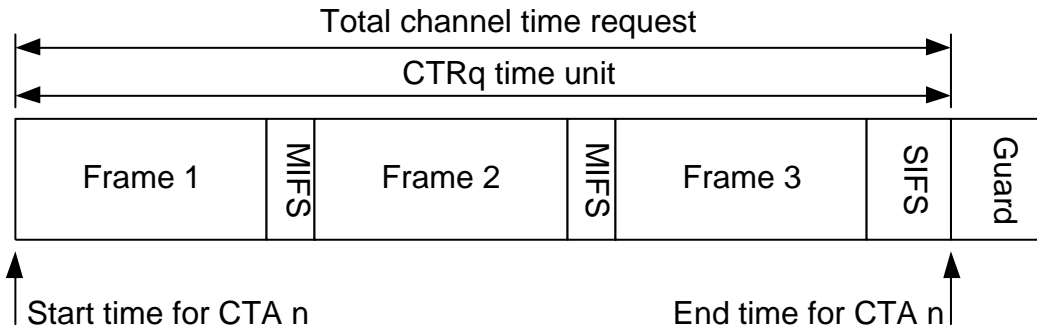 Total channel time request
CTRq time unit
Frame 1
MIFS
Frame 2
MIFS
Frame 3
SIFS
Guard
Start time for CTA n
End time for CTA n